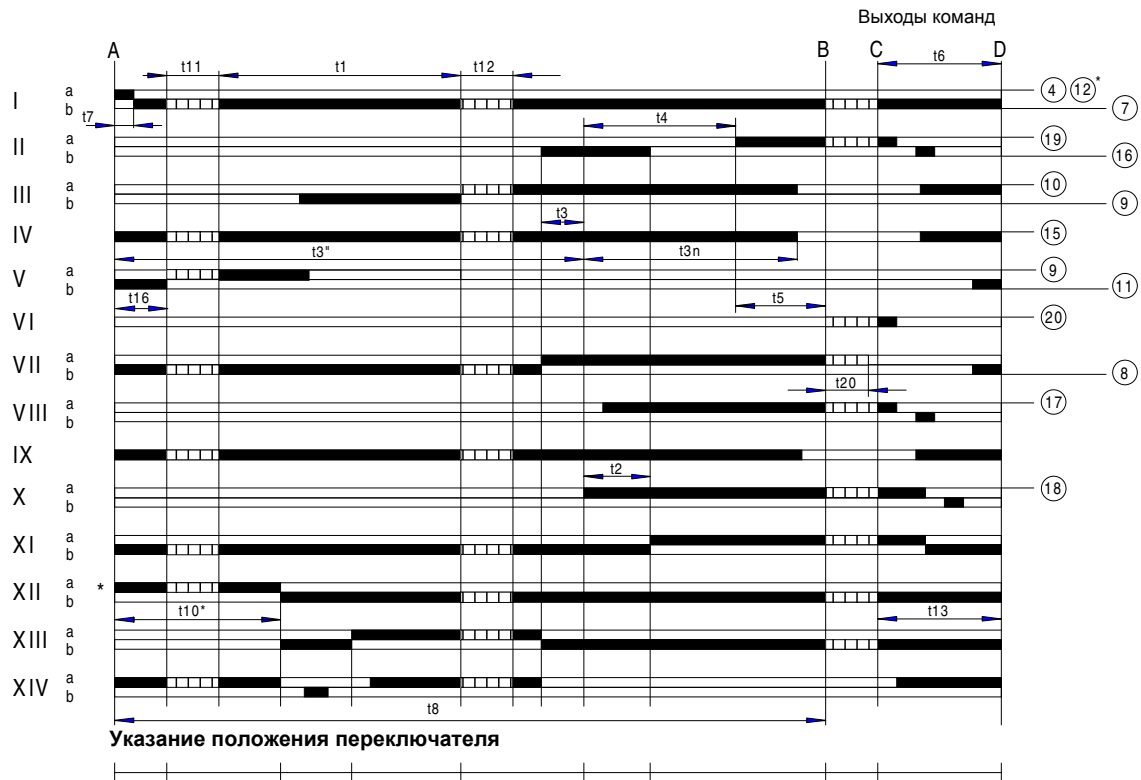 Выходы команд
A B C t6 D
t11 t1 t12
I a b 4 12* 7
t7 t4
II a b 19 16
III a b 10 9
t3
IV 15
t3" t3n
V a b 9 11
t16 t5
VI 20
VII a b 8
t20
VIII a b 17
IX
t2
X a b 18
XI a b
XII a b *
t10* t13
XIII a b
XIV a b
t8
Указание положения переключателя